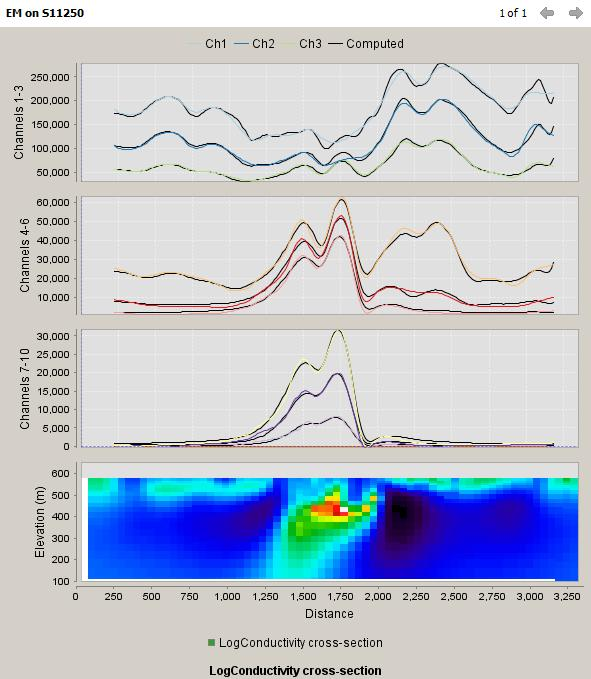 EM on S11250
1 of 1
Ch1 Ch2 Ch3 Computed
Channels 1-3
250,000
200,000
150,000
100,000
50,000
Channels 4-6
60,000
50,000
40,000
30,000
20,000
10,000
Channels 7-10
30,000
25,000
20,000
15,000
10,000
5,000
0
Elevation (m)
600
500
400
300
200
100
0 250 500 750 1,000 1,250 1,500 1,750 2,000 2,250 2,500 2,750 3,000 3,250
Distance
LogConductivity cross-section
LogConductivity cross-section